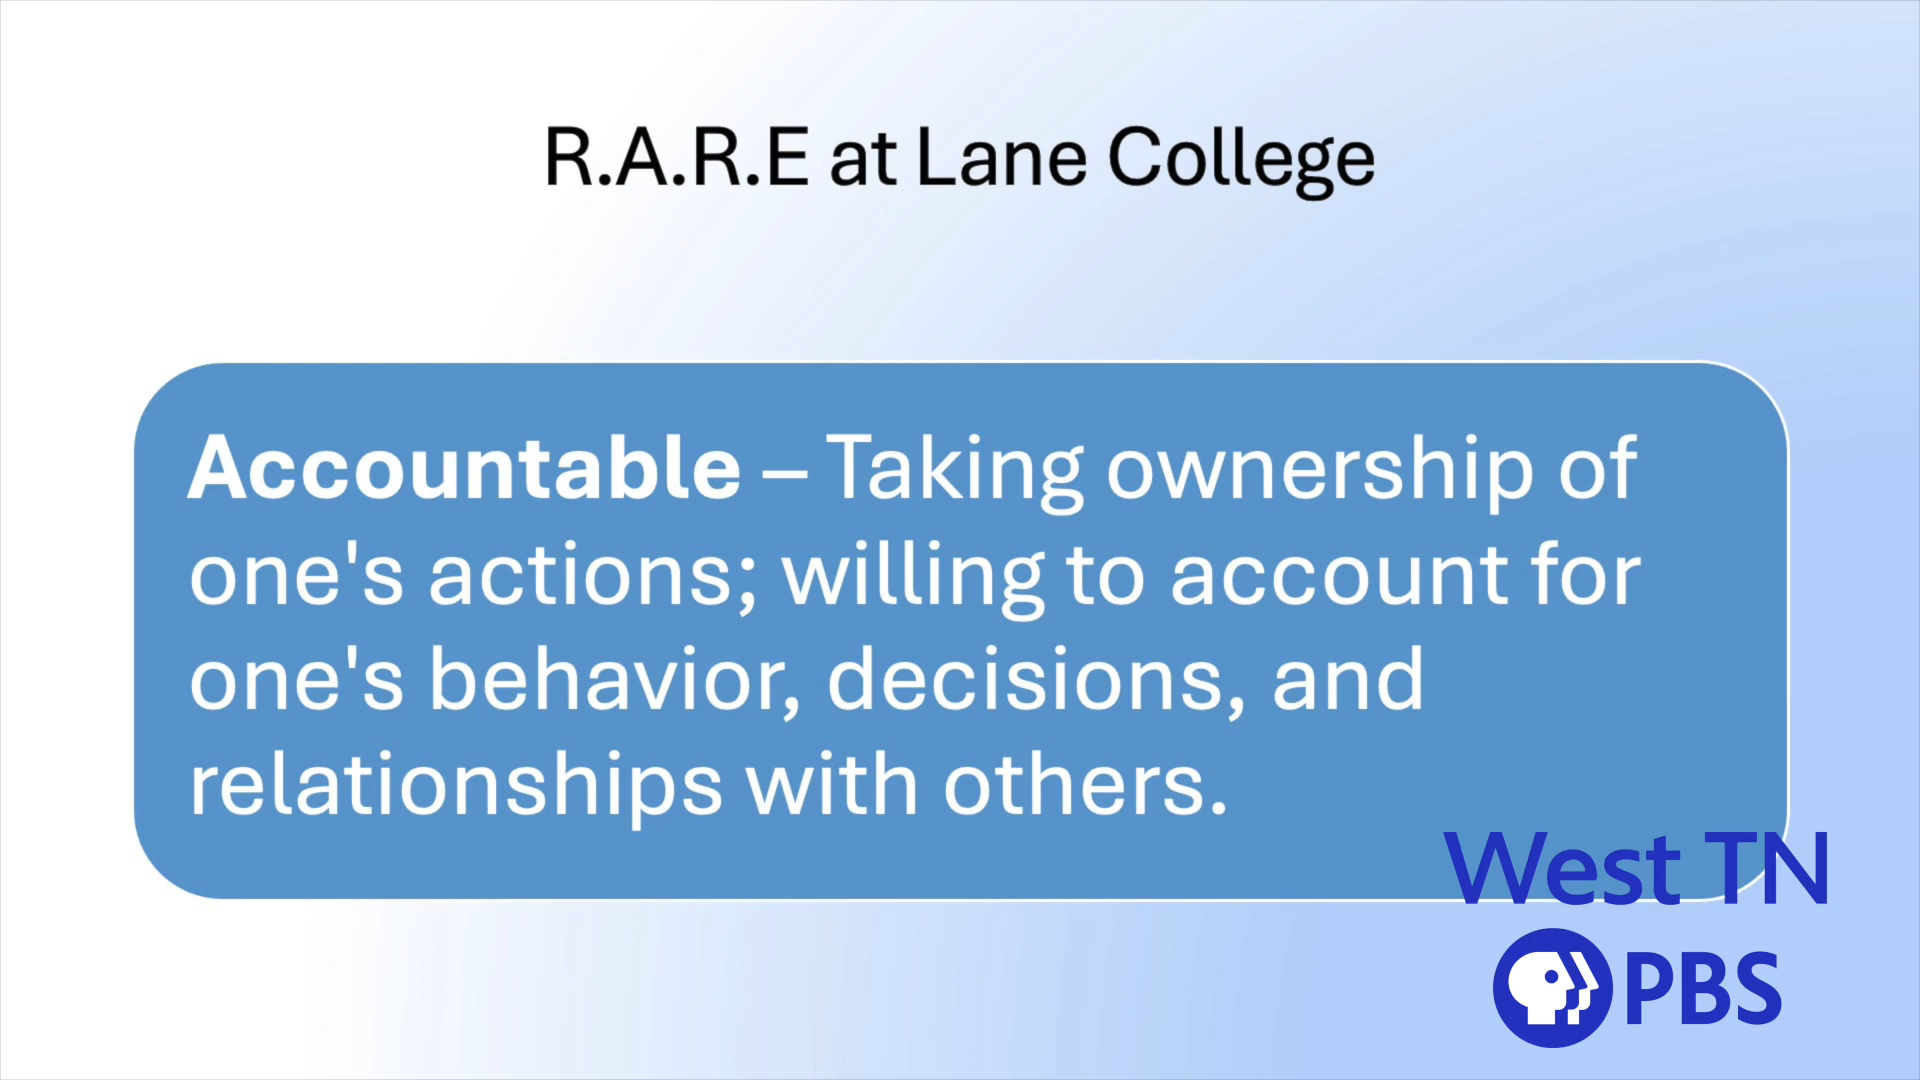 R.A.R.E at Lane College
Accountable – Taking ownership of
one's actions; willing to account for
one's behavior, decisions, and
relationships with others.
West TN
PBS